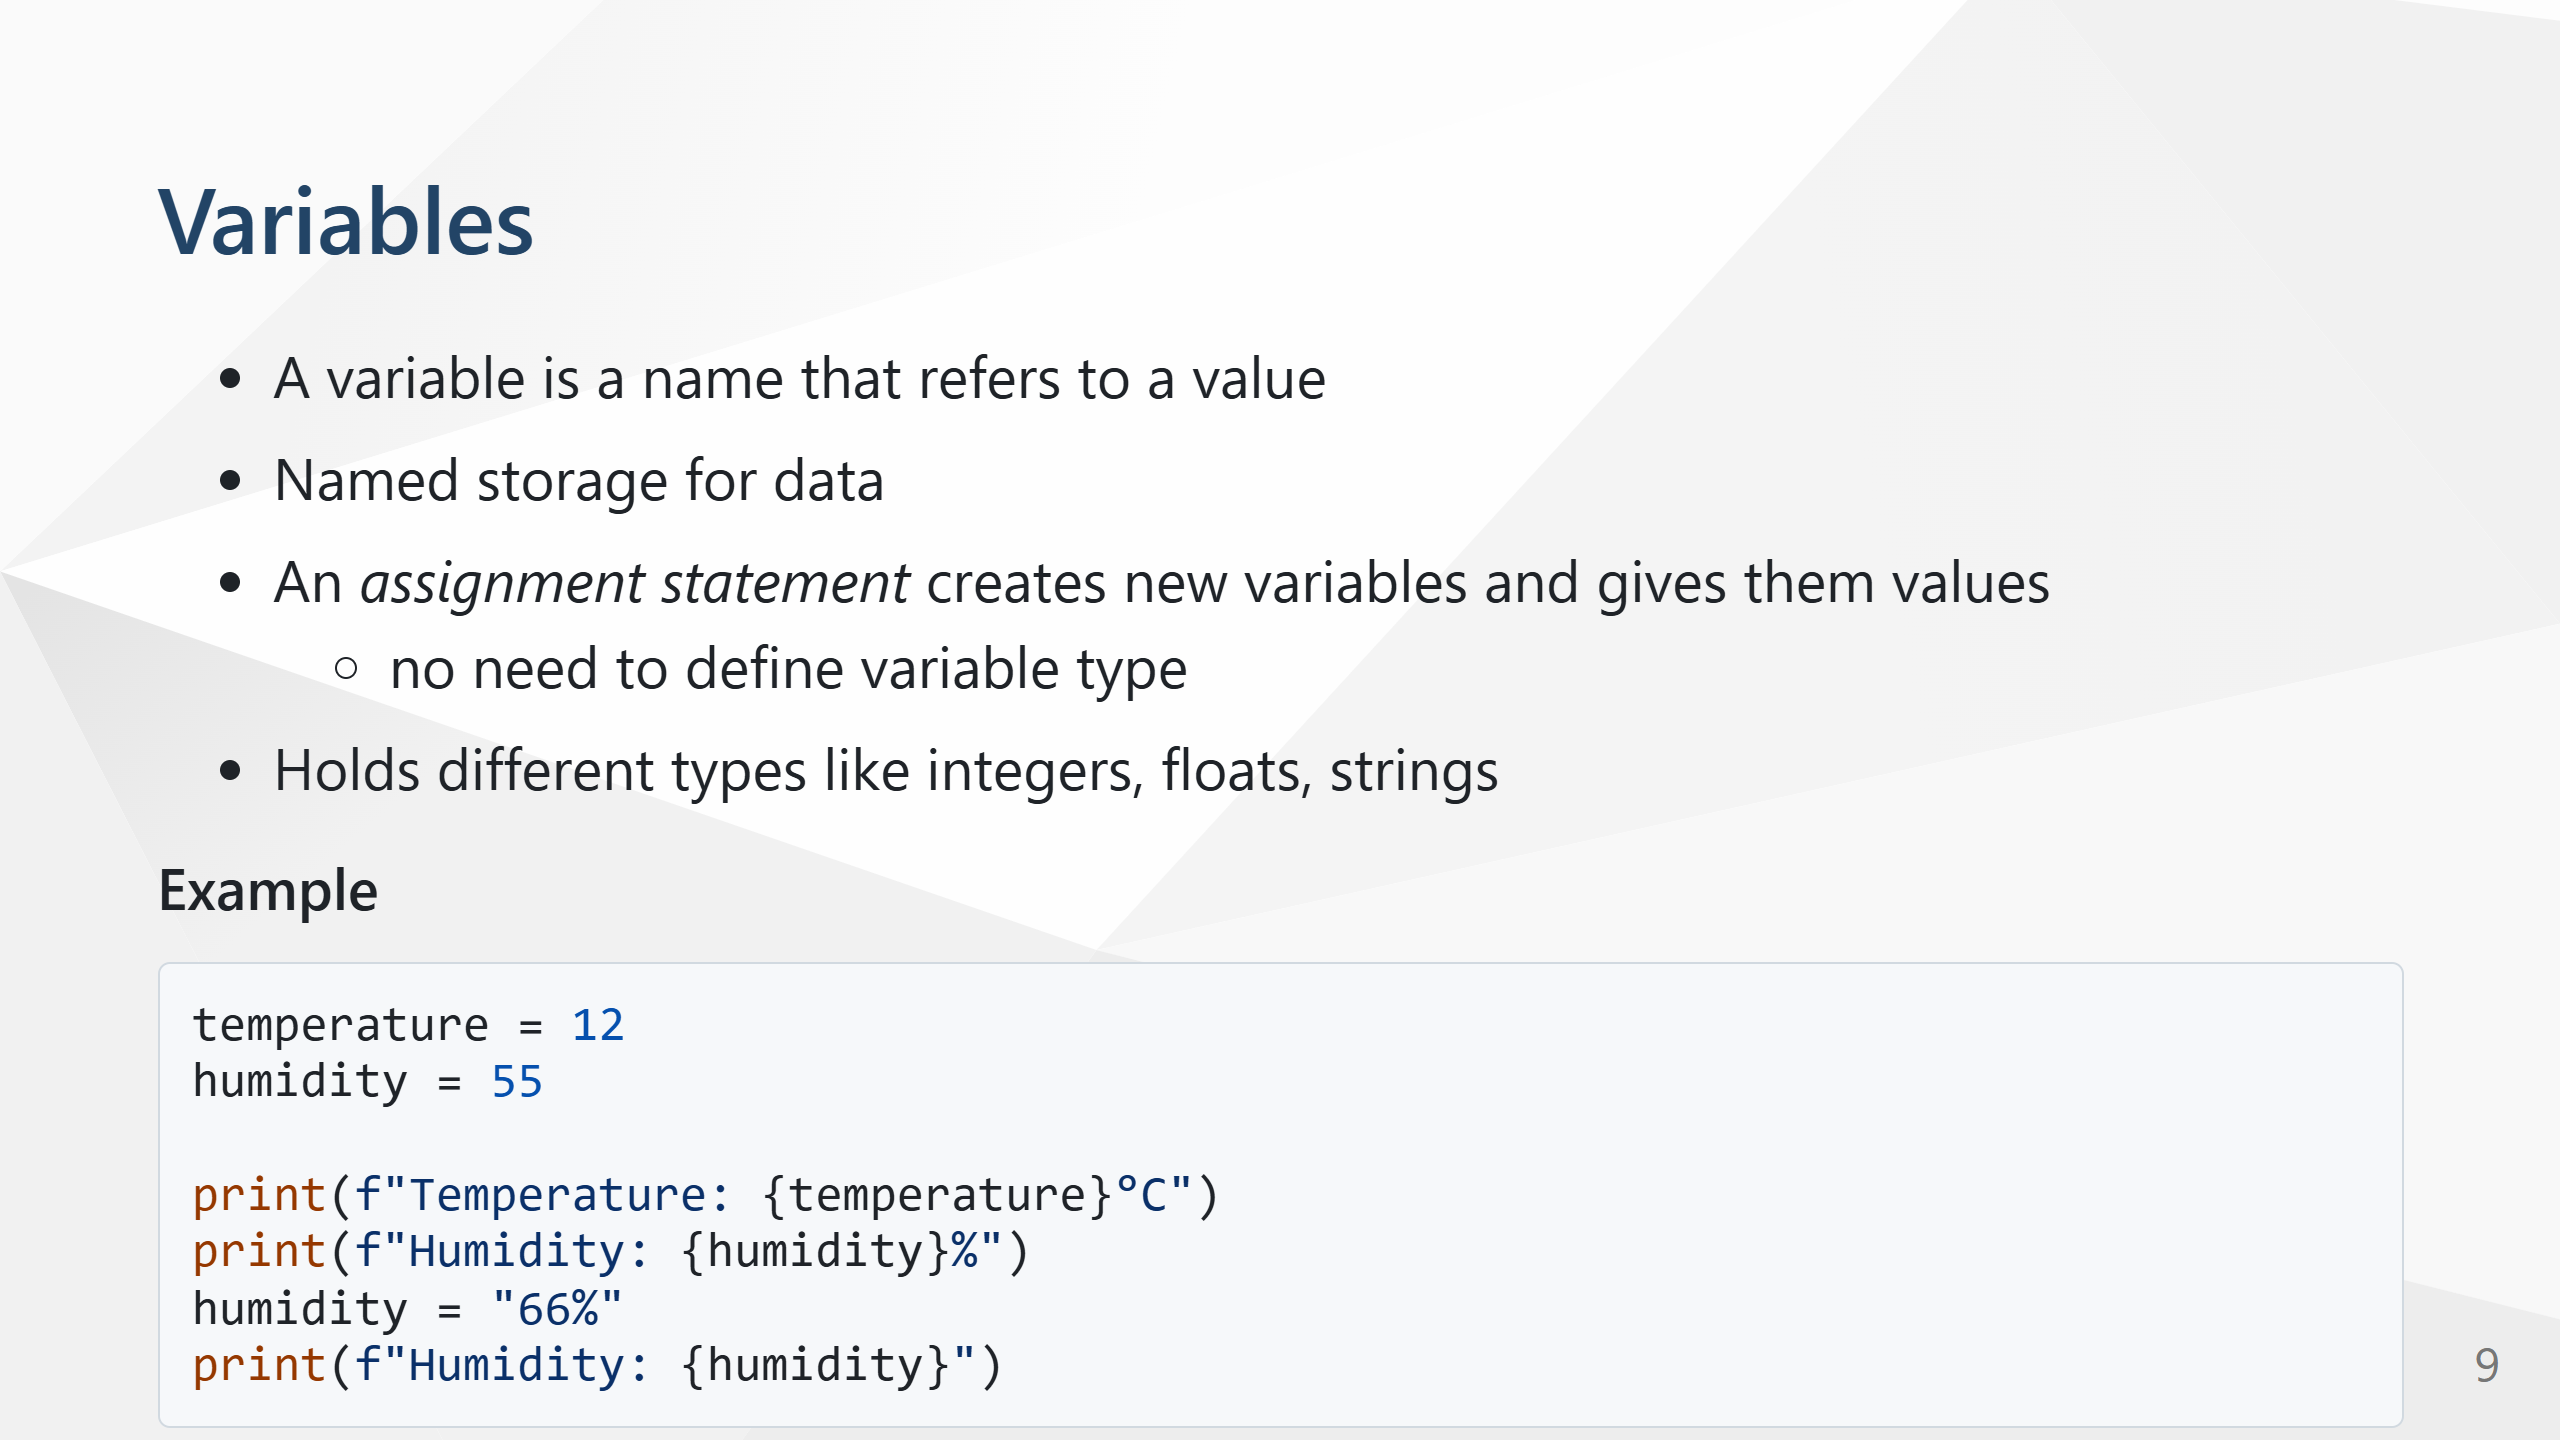 Variables
• A variable is a name that refers to a value
• Named storage for data
• An assignment statement creates new variables and gives them values
○ no need to define variable type
• Holds different types like integers, floats, strings
Example
temperature = 12
humidity = 55
print(f"Temperature: {temperature}°C")
print(f"Humidity: {humidity}%")
humidity = "66%"
print(f"Humidity: {humidity}")
9